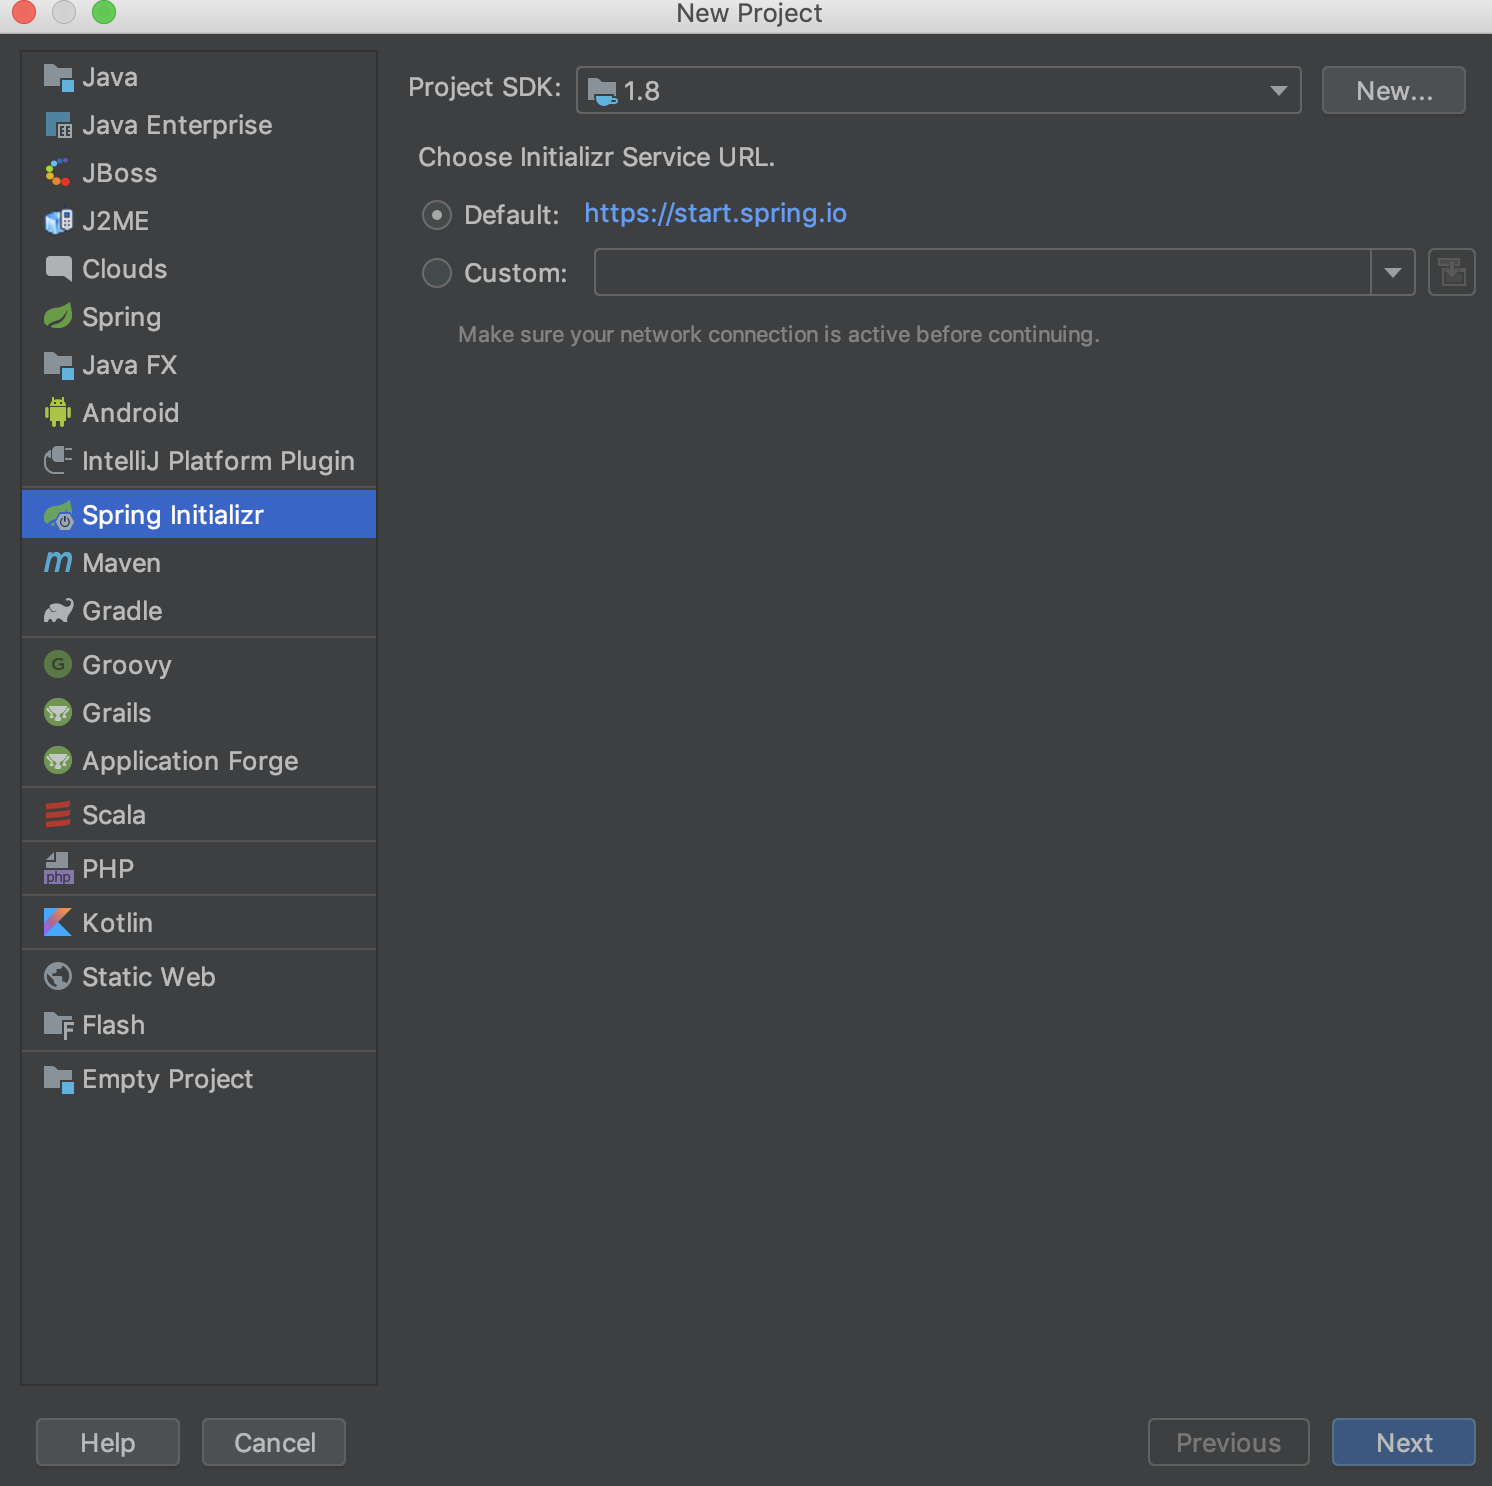 New Project
Java
Java Enterprise
JBoss
J2ME
Clouds
Spring
Java FX
Android
IntelliJ Platform Plugin
Spring Initializr
Maven
Gradle
Groovy
Grails
Application Forge
Scala
PHP
Kotlin
Static Web
Flash
Empty Project
Project SDK: 1.8 New...
Choose Initializr Service URL.
Default: https://start.spring.io
Custom:
Make sure your network connection is active before continuing.
Help Cancel Previous Next